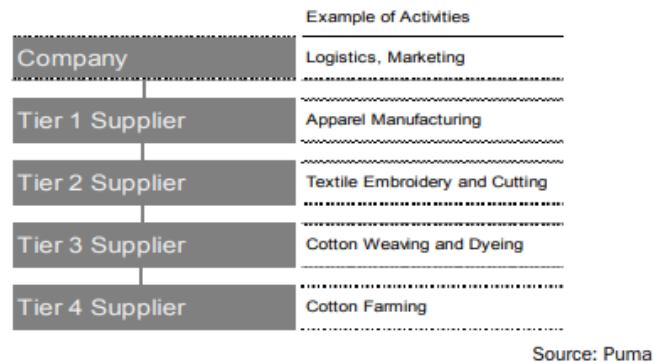 Example of Activities
Company
Logistics, Marketing
Tier 1 Supplier
Apparel Manufacturing
Tier 2 Supplier
Textile Embroidery and Cutting
Tier 3 Supplier
Cotton Weaving and Dyeing
Tier 4 Supplier
Cotton Farming
Source: Puma